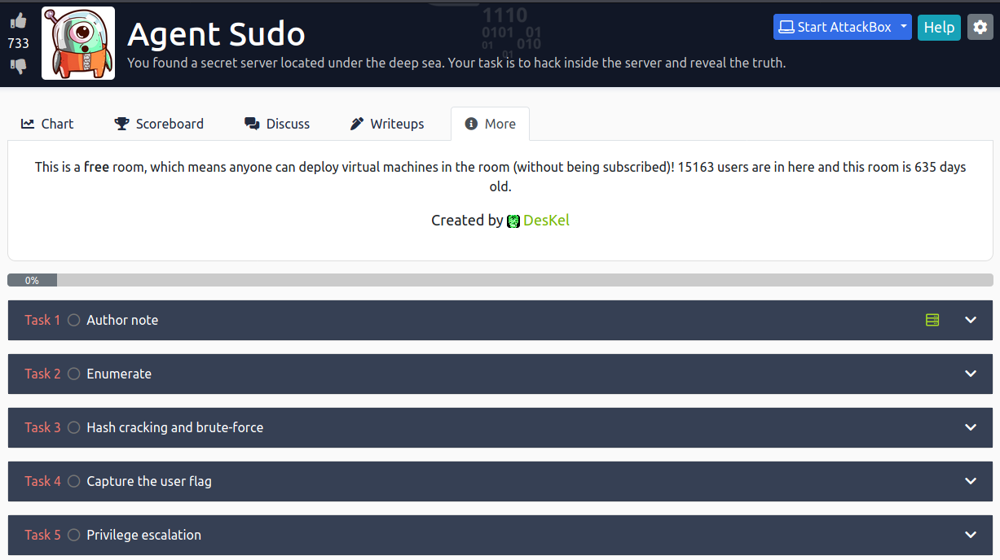 733
Agent Sudo
You found a secret server located under the deep sea. Your task is to hack inside the server and reveal the truth.
1110
0101 01
01 010
01
Start AttackBox
Help
Chart
Scoreboard
Discuss
Writeups
More
This is a free room, which means anyone can deploy virtual machines in the room (without being subscribed)! 15163 users are in here and this room is 635 days
old.
Created by DesKel
0%
Task 1 Author note
Task 2 Enumerate
Task 3 Hash cracking and brute-force
Task 4 Capture the user flag
Task 5 Privilege escalation